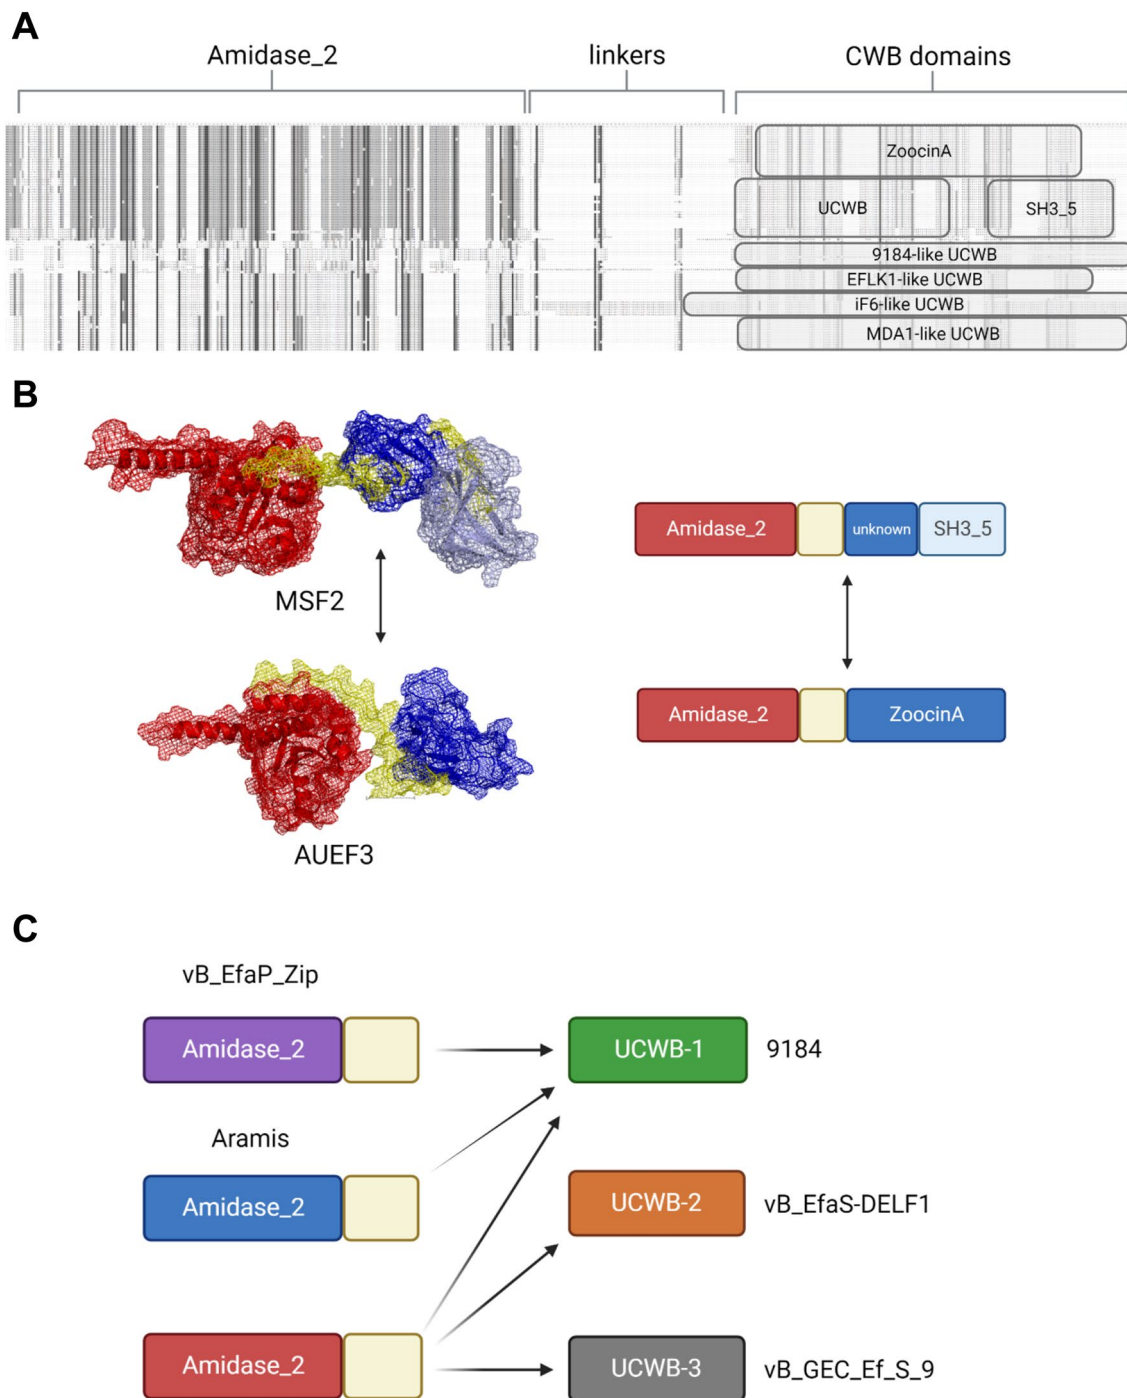 A
Amidase_2 linkers CWB domains
ZoocinA
UCWB SH3_5
9184-like UCWB
EFLK1-like UCWB
iF6-like UCWB
MDA1-like UCWB
B
Amidase_2 unknown SH3_5
MSF2
Amidase_2 ZoocinA
AUEF3
C
vB_EfaP_Zip
Amidase_2 UCWB-1 9184
Aramis
Amidase_2 UCWB-2 vB_EfaS-DELF1
Amidase_2 UCWB-3 vB_GEC_Ef_S_9